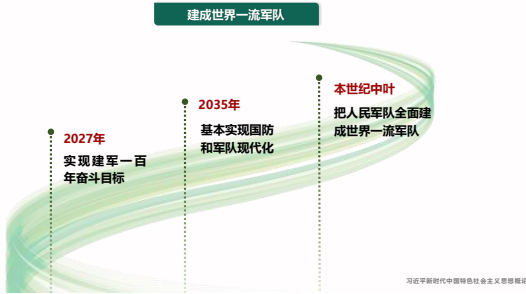 建成世界一流军队
2027年
实现建军一百
年奋斗目标
2035年
基本实现国防
和军队现代化
本世纪中叶
把人民军队全面建
成世界一流军队
习近平新时代中国特色社会主义思想概论